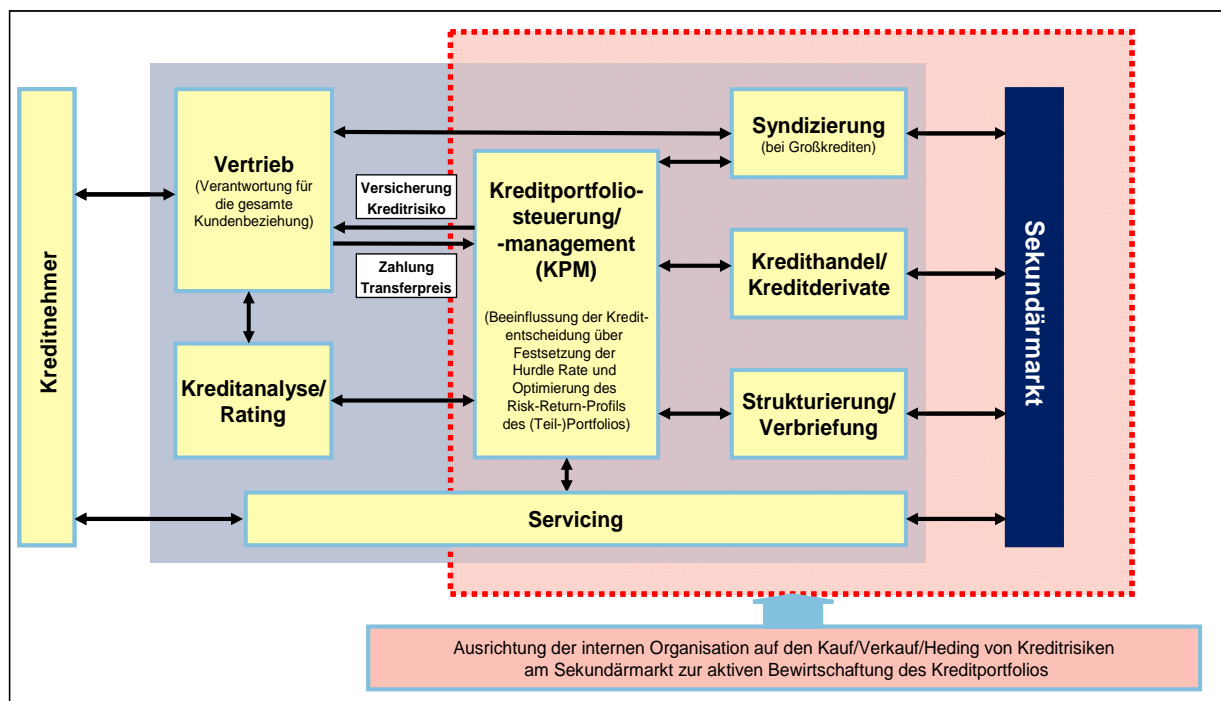 Kreditnehmer
Vertrieb
(Verantwortung für
die gesamte
Kundenbeziehung)
Kreditanalyse/
Rating
Versicherung
Kreditrisiko
Zahlung
Transferpreis
Kreditportfolio-
steuerung/
-management
(KPM)
(Beeinflussung der Kredit-
entscheidung über
Festsetzung der
Hurdle Rate und
Optimierung des
Risk-Return-Profils
des (Teil-)Portfolios)
Syndizierung
(bei Großkrediten)
Kredithandel/
Kreditderivate
Strukturierung/
Verbriefung
Servicing
Sekundärmarkt
Ausrichtung der internen Organisation auf den Kauf/Verkauf/Heding von Kreditrisiken
am Sekundärmarkt zur aktiven Bewirtschaftung des Kreditportfolios